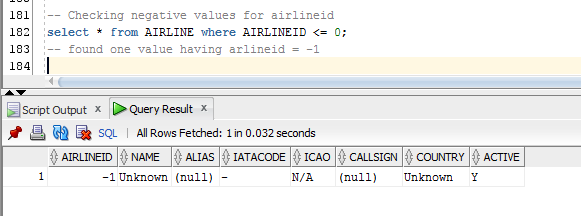 181 -- Checking negative values for airlineid
182 select * from AIRLINE where AIRLINEID <= 0;
183 -- found one value having arlineid = -1
184
Script Output x Query Result x
SQL | All Rows Fetched: 1 in 0.032 seconds
AIRLINEID NAME ALIAS IATACODE ICAO CALLSIGN COUNTRY ACTIVE
1 -1 Unknown (null) - N/A (null) Unknown Y